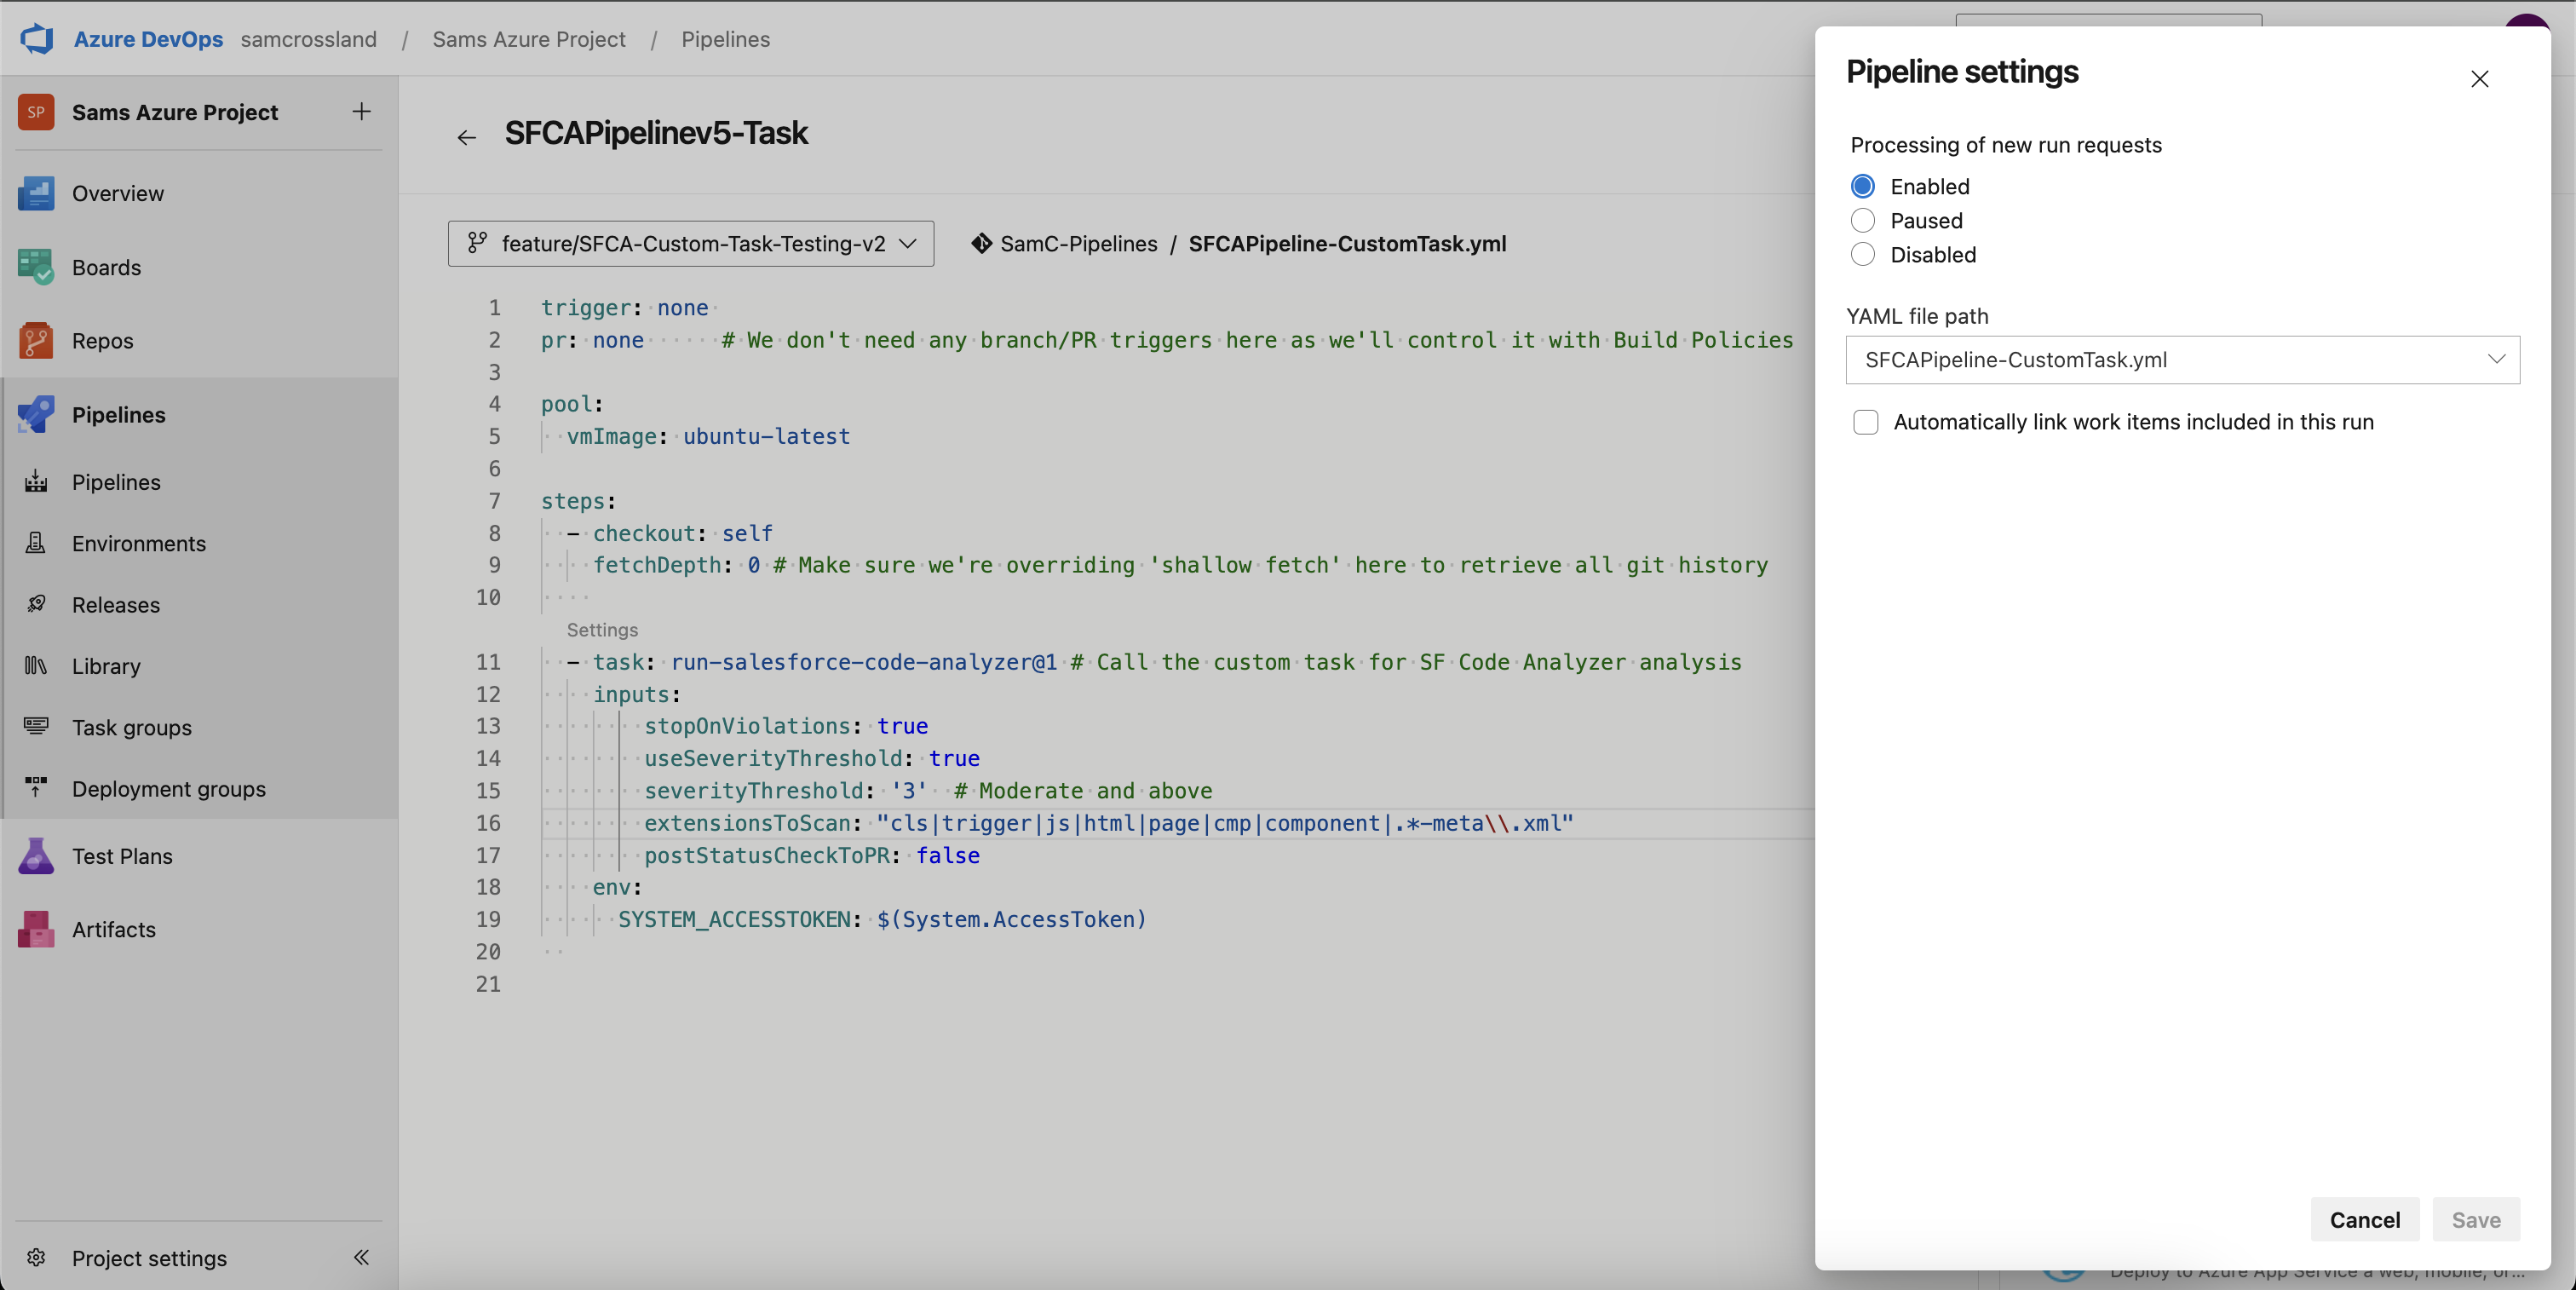 Azure DevOps samcrossland / Sams Azure Project / Pipelines
SP Sams Azure Project
Overview
Boards
Repos
Pipelines
Pipelines
Environments
Releases
Library
Task groups
Deployment groups
Test Plans
Artifacts
Project settings
SFCAPipelinev5-Task
feature/SFCA-Custom-Task-Testing-v2
SamC-Pipelines / SFCAPipeline-CustomTask.yml
1 trigger: none
2 pr: none # We don't need any branch/PR triggers here as we'll control it with Build Policies
3
4 pool:
5 vmImage: ubuntu-latest
6
7 steps:
8 - checkout: self
9 fetchDepth: 0 # Make sure we're overriding 'shallow fetch' here to retrieve all git history
10
Settings
11 - task: run-salesforce-code-analyzer@1 # Call the custom task for SF Code Analyzer analysis
12 inputs:
13 stopOnViolations: true
14 useSeverityThreshold: true
15 severityThreshold: '3' # Moderate and above
16 extensionsToScan: "cls|trigger|js|html|page|cmp|component|.*-meta\\.xml"
17 postStatusCheckToPR: false
18 env:
19 SYSTEM_ACCESSTOKEN: $(System.AccessToken)
20
21
Pipeline settings
Processing of new run requests
Enabled
Paused
Disabled
YAML file path
SFCAPipeline-CustomTask.yml
Automatically link work items included in this run
Cancel
Save
Deploy to Azure App Service a web, mobile, or...